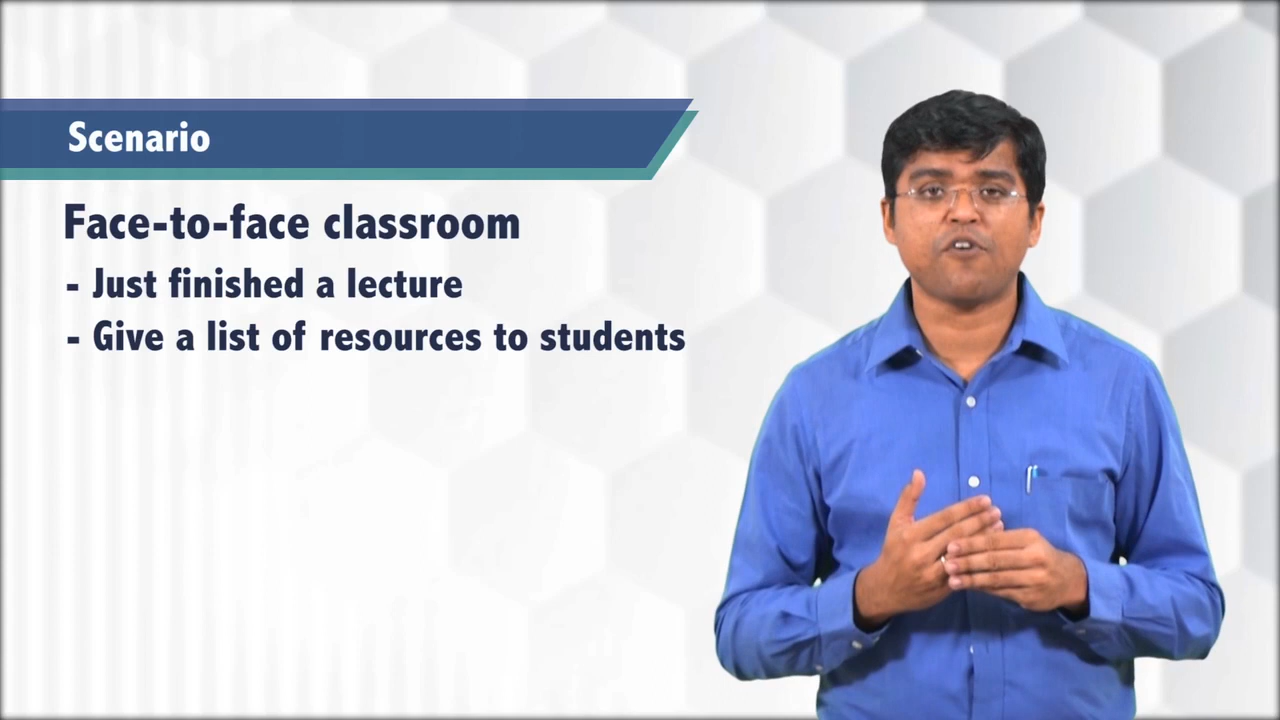 Scenario
Face-to-face classroom
- Just finished a lecture
- Give a list of resources to students